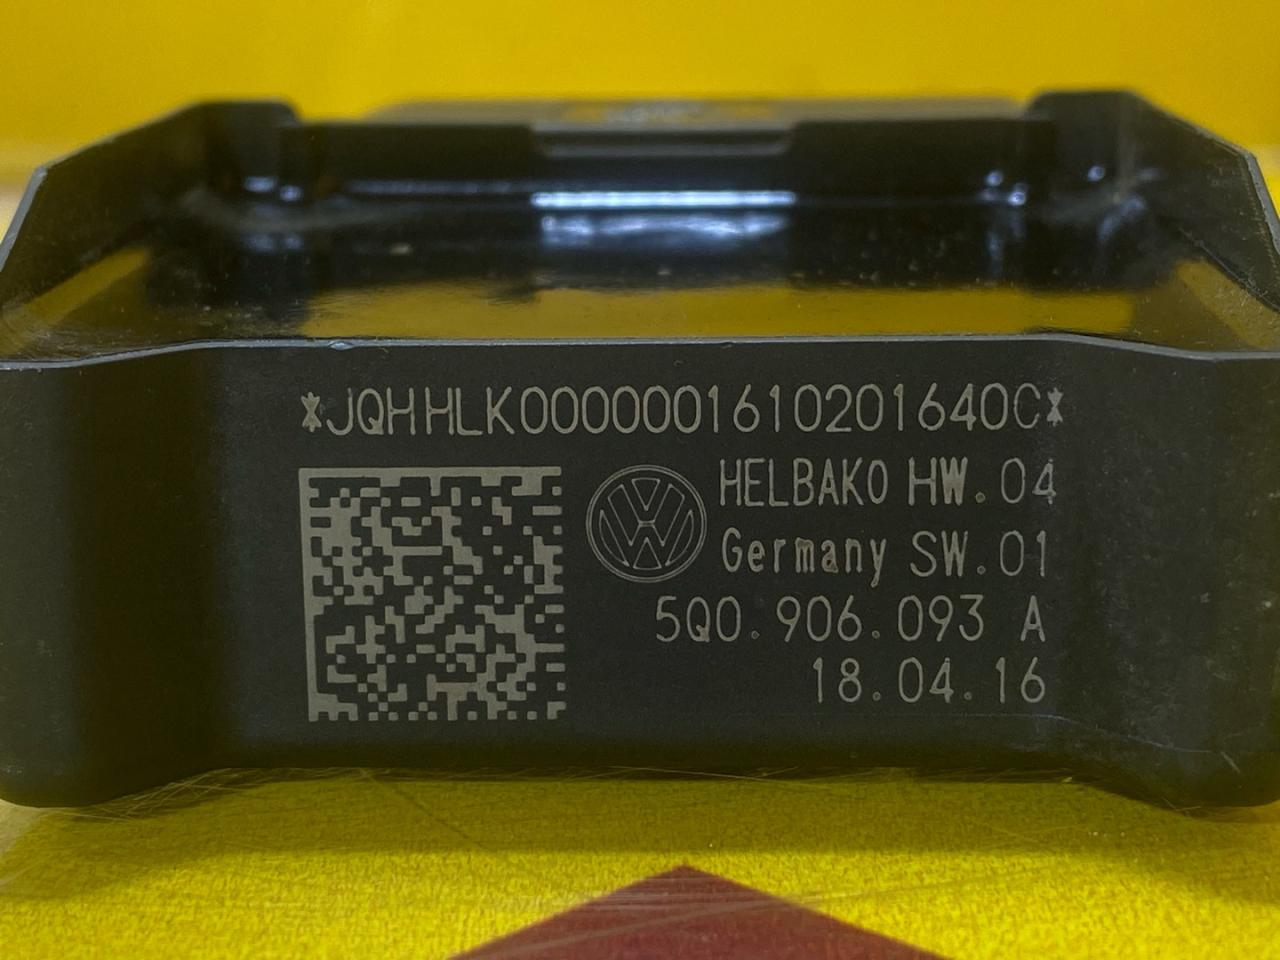 *JQHHLK0000001610201640C*
HELBAKO HW.04
Germany SW.01
5Q0.906.093 A
18.04.16